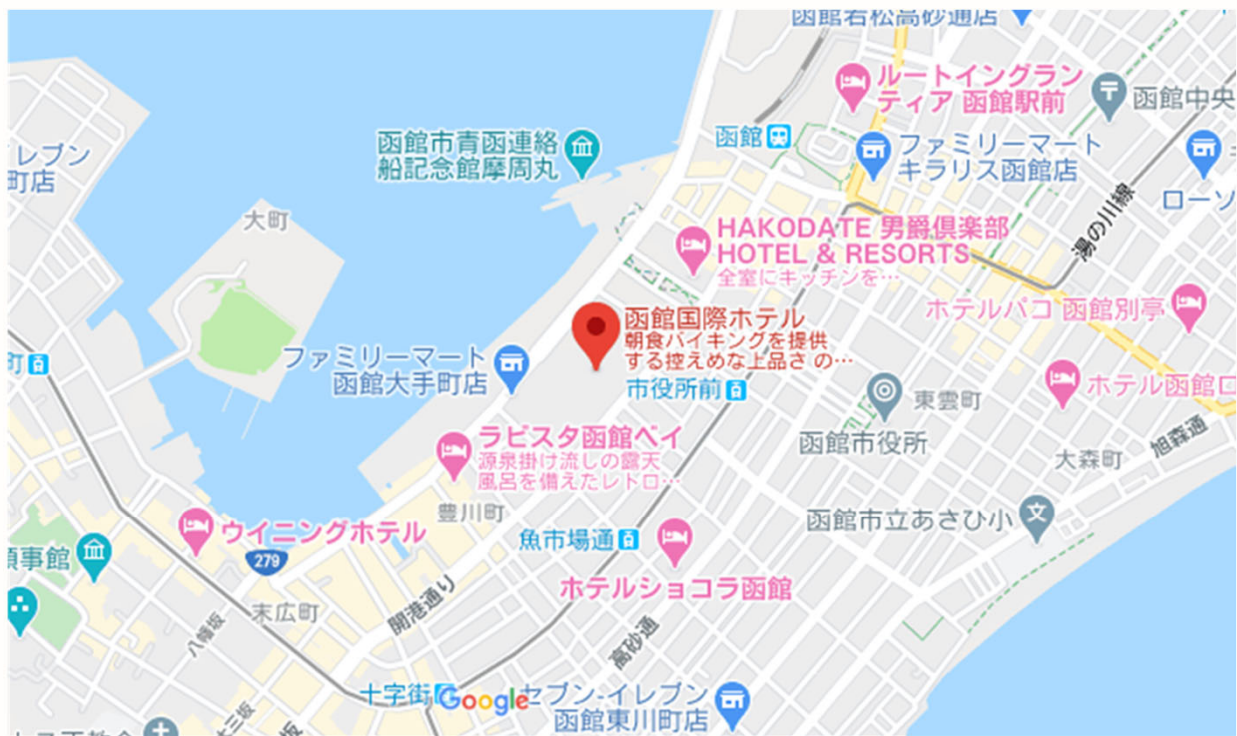 函館若松高砂通店
ルートイングラン
ティア 函館駅前
函館中央
函館
函館市青函連絡
船記念館摩周丸
ファミリーマート
キラリス函館店
レブン
町店
ローソ
湯の川線
大町
HAKODATE 男爵倶楽部
HOTEL & RESORTS
全室にキッチンを…
ホテルパコ 函館別亭
函館国際ホテル
朝食バイキングを提供
する控えめな上品さ の…
ファミリーマート
函館大手町店
町
市役所前
ホテル函館ロ
東雲町
函館市役所
旭森通
大森町
ラビスタ函館ベイ
源泉掛け流しの露天
風呂を備えたレトロ…
豊川町
函館市立あさひ小
文
ウイニングホテル
魚市場通
279
事館
ホテルショコラ函館
末広町
開港通り
八幡坂
高砂通
十字街
Google
セブン-イレブン
函館東川町店
大三坂